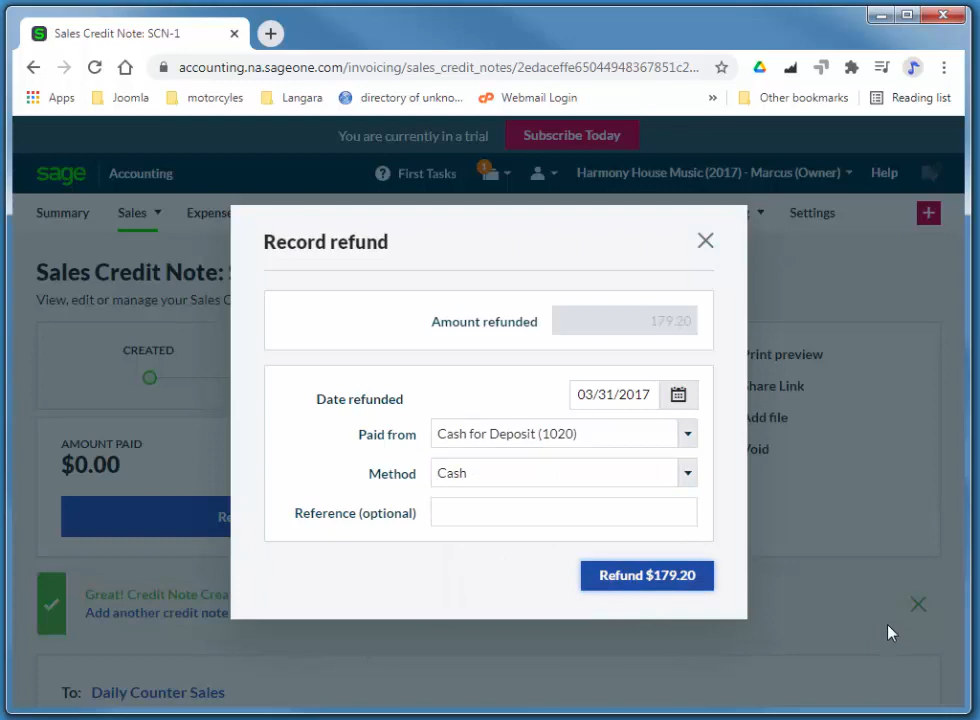 Sales Credit Note: SCN-1
accounting.na.sageone.com/invoicing/sales_credit_notes/2edaceffe65044948367851c2...
Apps Joomla motorcyles Langara directory of unkno... Webmail Login » Other bookmarks Reading list
You are currently in a trial Subscribe Today
sage Accounting First Tasks 1 Harmony House Music (2017) - Marcus (Owner) Help
Summary Sales Expense Settings
Record refund
Sales Credit Note:
View, edit or manage your Sales C
Amount refunded 179.20
CREATED
Print preview
Share Link
Date refunded 03/31/2017
Add file
Paid from Cash for Deposit (1020)
AMOUNT PAID
Void
$0.00
Method Cash
Reference (optional)
Re
Refund $179.20
Great! Credit Note Crea
Add another credit note
To: Daily Counter Sales